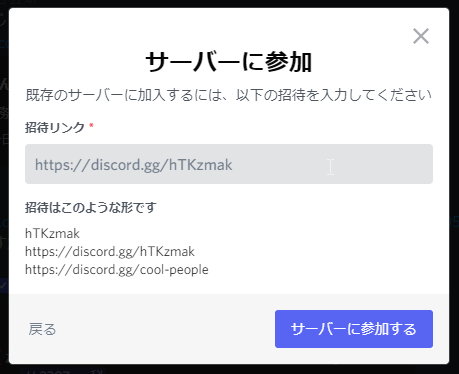 サーバーに参加
既存のサーバーに加入するには、以下の招待を入力してください
招待リンク *
https://discord.gg/hTKzmak
招待はこのような形です
hTKzmak
https://discord.gg/hTKzmak
https://discord.gg/cool-people
戻る
サーバーに参加する